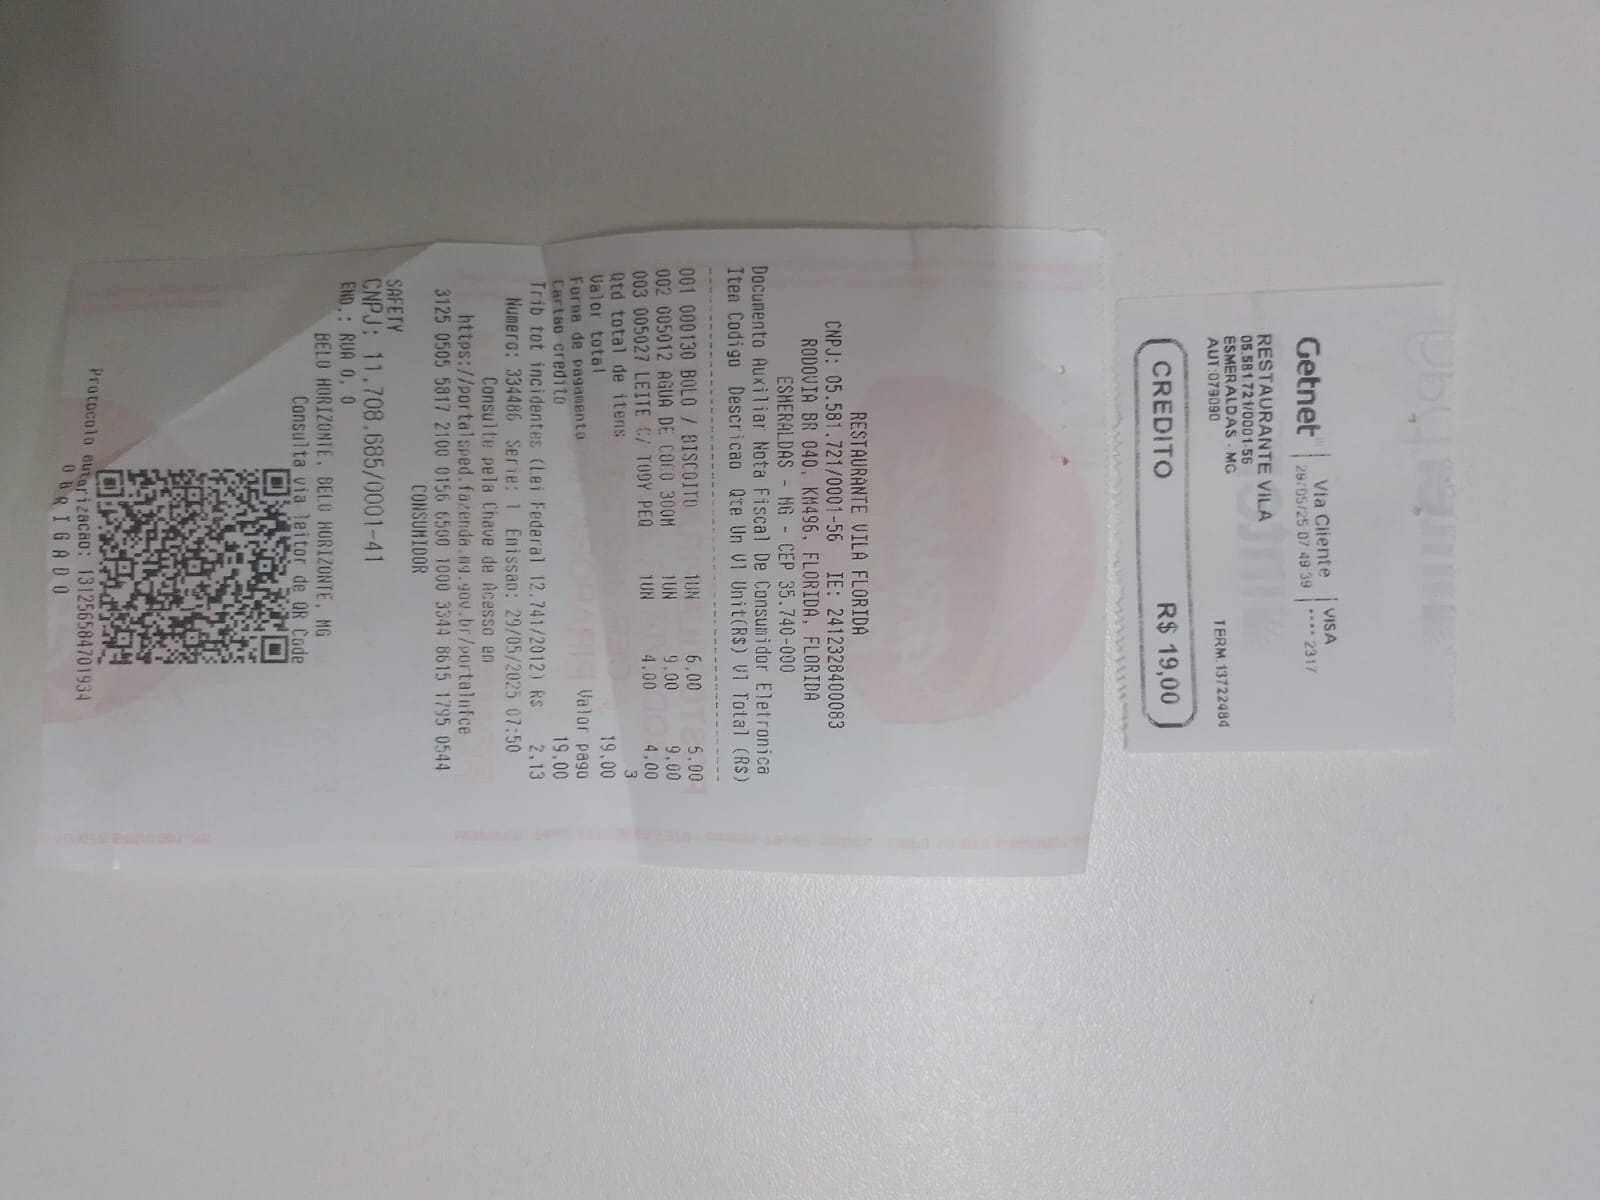 Getnet
Via Cliente
VISA
29/05/25 07 49 39
**** 2317
RESTAURANTE VILA
05.581.721/0001-56
ESMERALDAS - MG
AUT:079090
TERM.13722484
CREDITO R$ 19,00
RESTAURANTE VILA FLORIDA
CNPJ: 05.581.721/0001-56 IE: 2412328400083
RODOVIA BR 040, KM496, FLORIDA, FLORIDA
ESMERALDAS - MG - CEP 35.740-000
Documento Auxiliar Nota Fiscal De Consumidor Eletronica
Iten Codigo Descricao Qte Un Vl Unit(R$) Vl Total (R$)
001 000130 BOLO / BISCOITO 1UN 6.00 6.00
002 005012 AGUA DE COCO 300M 1UN 9.00 9.00
003 005027 LEITE C/ TODY PEQ 1UN 4.00 4.00
Qtd total de itens 3
Valor total 19.00
Forma de pagamento Valor pago
Cartao credito 19,00
Trib tot incidentes (Lei Federal 12.741/2012) R$ 2,13
Numero: 334486 Serie: 1 Emissao: 29/05/2025 07:50
Consulte pela Chave de Acesso em
https://portalsped.fazenda.mg.gov.br/portalnfce
3125 0505 5817 2100 0156 6500 1000 3344 8615 1795 0544
CONSUMIDOR
SAFETY
CNPJ: 11.708.685/0001-41
END.: RUA 0, 0
BELO HORIZONTE, BELO HORIZONTE, MG
Consulta via leitor de QR Code
Protocolo autorizacao: 131256584701934
O B R I G A D O